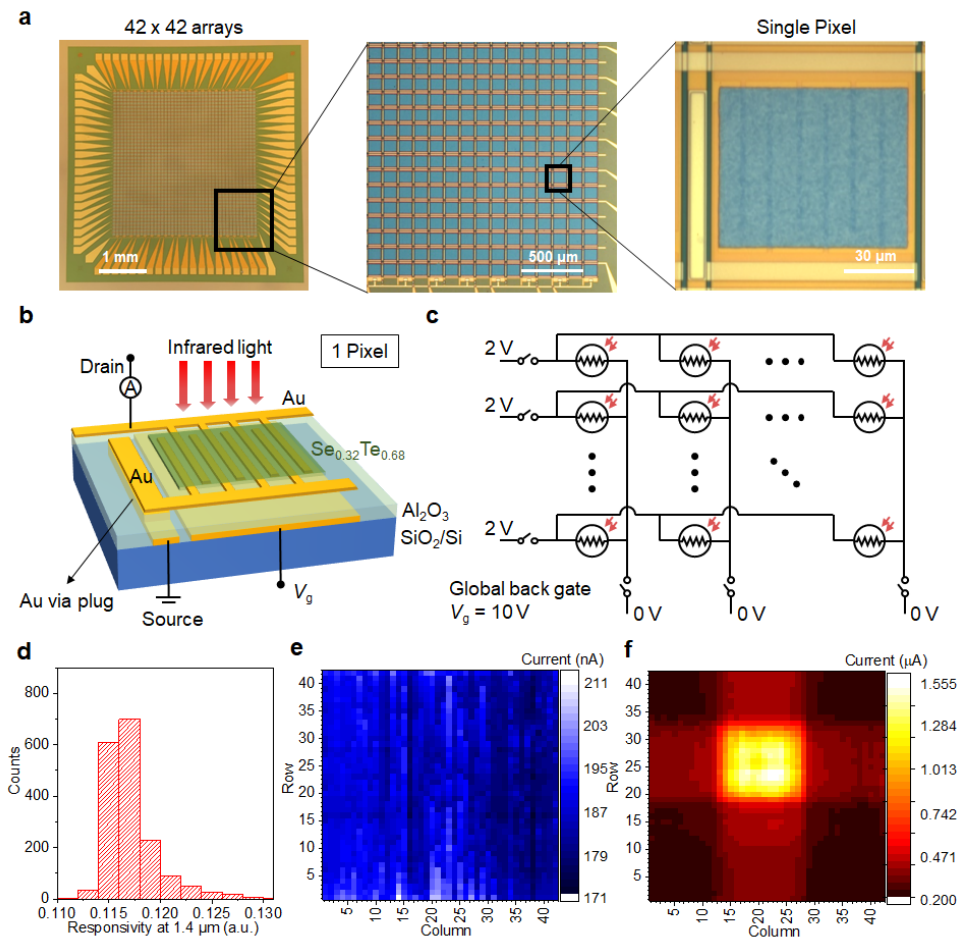 a
42 x 42 arrays
Single Pixel
1 mm
500 µm
30 µm
b
Drain
A
Infrared light
1 Pixel
Au
Se0.32Te0.68
Au
Al2O3
SiO2/Si
Au via plug
Source
Vg
c
2 V
2 V
2 V
Global back gate
Vg = 10 V
0 V
0 V
0 V
d
Counts
800
600
400
200
0
0.110
0.115
0.120
0.125
0.130
Responsivity at 1.4 µm (a.u.)
e
Current (nA)
Row
40
35
30
25
20
15
10
5
5
10
15
20
25
30
35
40
Column
211
203
195
187
179
171
f
Current (µA)
Row
40
35
30
25
20
15
10
5
5
10
15
20
25
30
40
Column
1.555
1.284
1.013
0.742
0.471
0.200